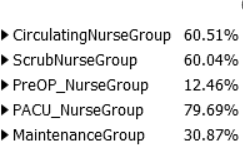 CirculatingNurseGroup 60.51%
ScrubNurseGroup 60.04%
PreOP_NurseGroup 12.46%
PACU_NurseGroup 79.69%
MaintenanceGroup 30.87%